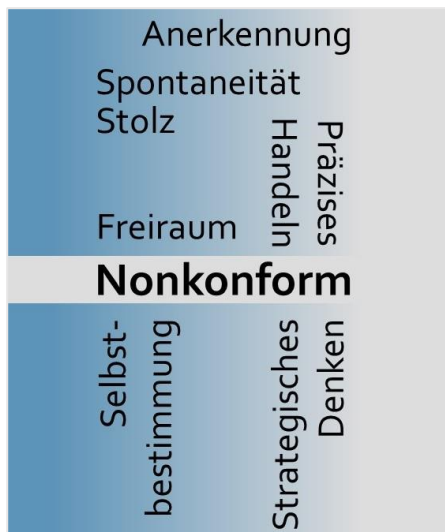 Anerkennung
Spontaneität
Stolz
Präzises
Handeln
Freiraum
Nonkonform
Selbst-
bestimmung
Strategisches
Denken